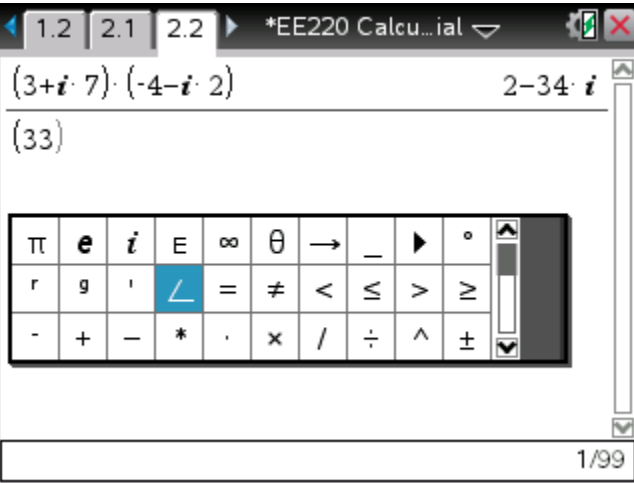 1.2 2.1 2.2 *EE220 Calcu…ial
(3+i·7)·(-4−i·2) 2−34·i
(33)
π e i E ∞ θ → _ ▶ °
r g ' ∠ = ≠ < ≤ > ≥
- + − * · × / ÷ ^ ±
1/99